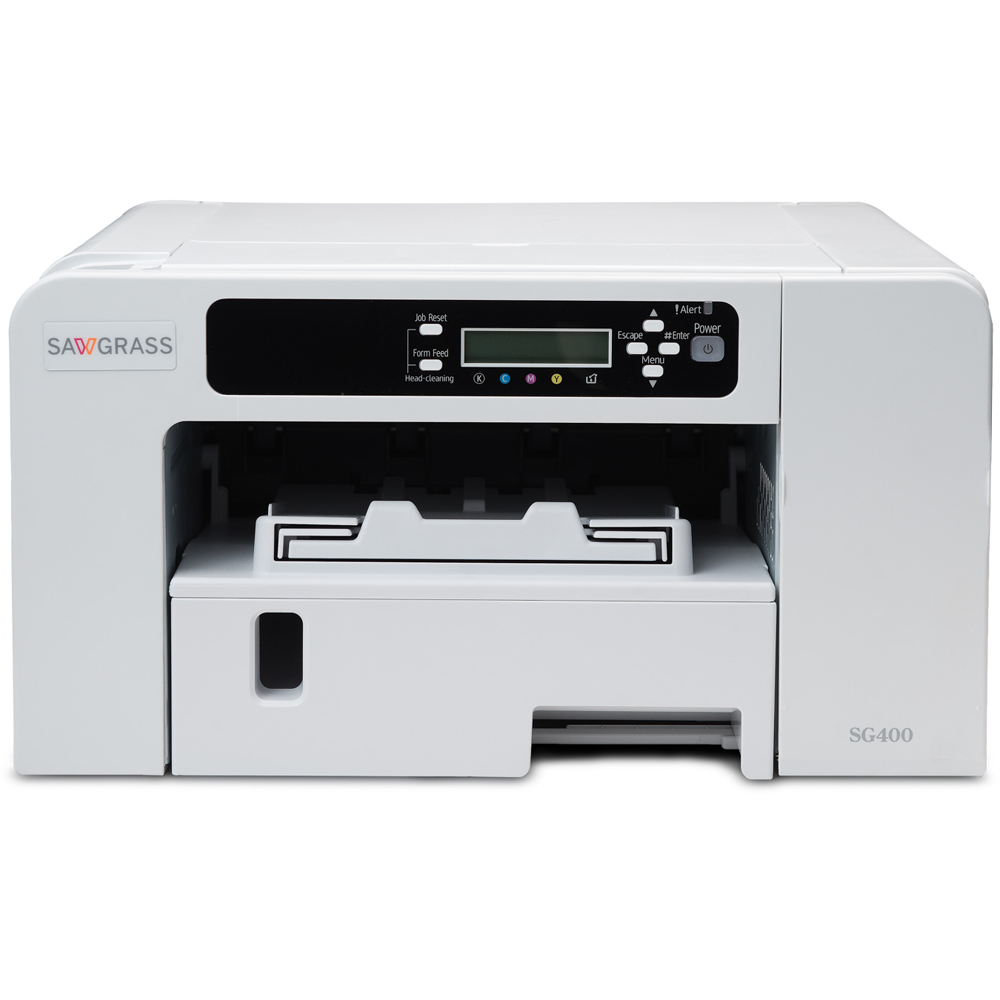 SAWGRASS
Job Reset
Form Feed
Head-cleaning
K C M Y
!Alert
Escape
#Enter
Menu
Power
SG400